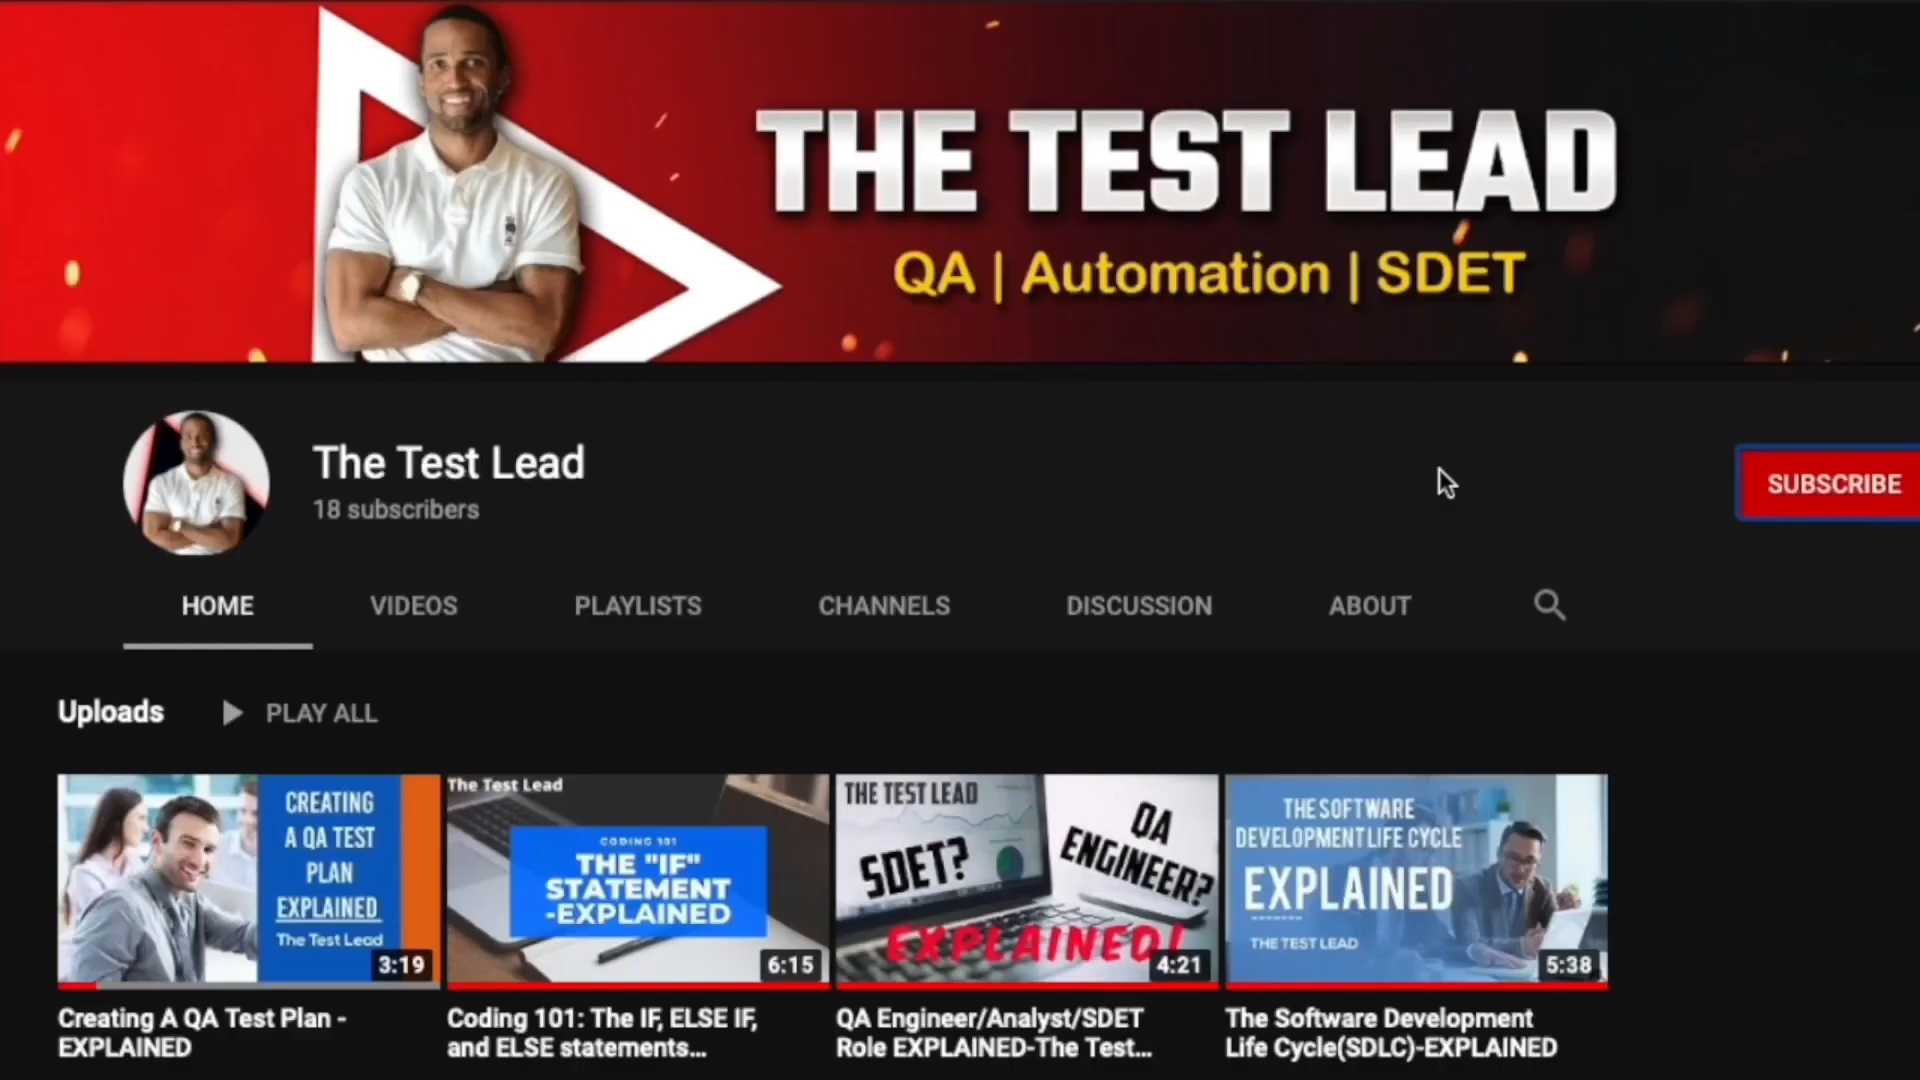 THE TEST LEAD
QA | Automation | SDET
The Test Lead
18 subscribers
SUBSCRIBE
HOME
VIDEOS
PLAYLISTS
CHANNELS
DISCUSSION
ABOUT
Uploads
PLAY ALL
CREATING
A QA TEST
PLAN
EXPLAINED
The Test Lead
3:19
The Test Lead
CODING 101
THE "IF"
STATEMENT
-EXPLAINED
6:15
THE TEST LEAD
SDET?
QA
ENGINEER?
EXPLAINED!
4:21
THE SOFTWARE
DEVELOPMENT LIFE CYCLE
EXPLAINED
-------
THE TEST LEAD
5:38
Creating A QA Test Plan -
EXPLAINED
Coding 101: The IF, ELSE IF,
and ELSE statements...
QA Engineer/Analyst/SDET
Role EXPLAINED-The Test...
The Software Development
Life Cycle(SDLC)-EXPLAINED